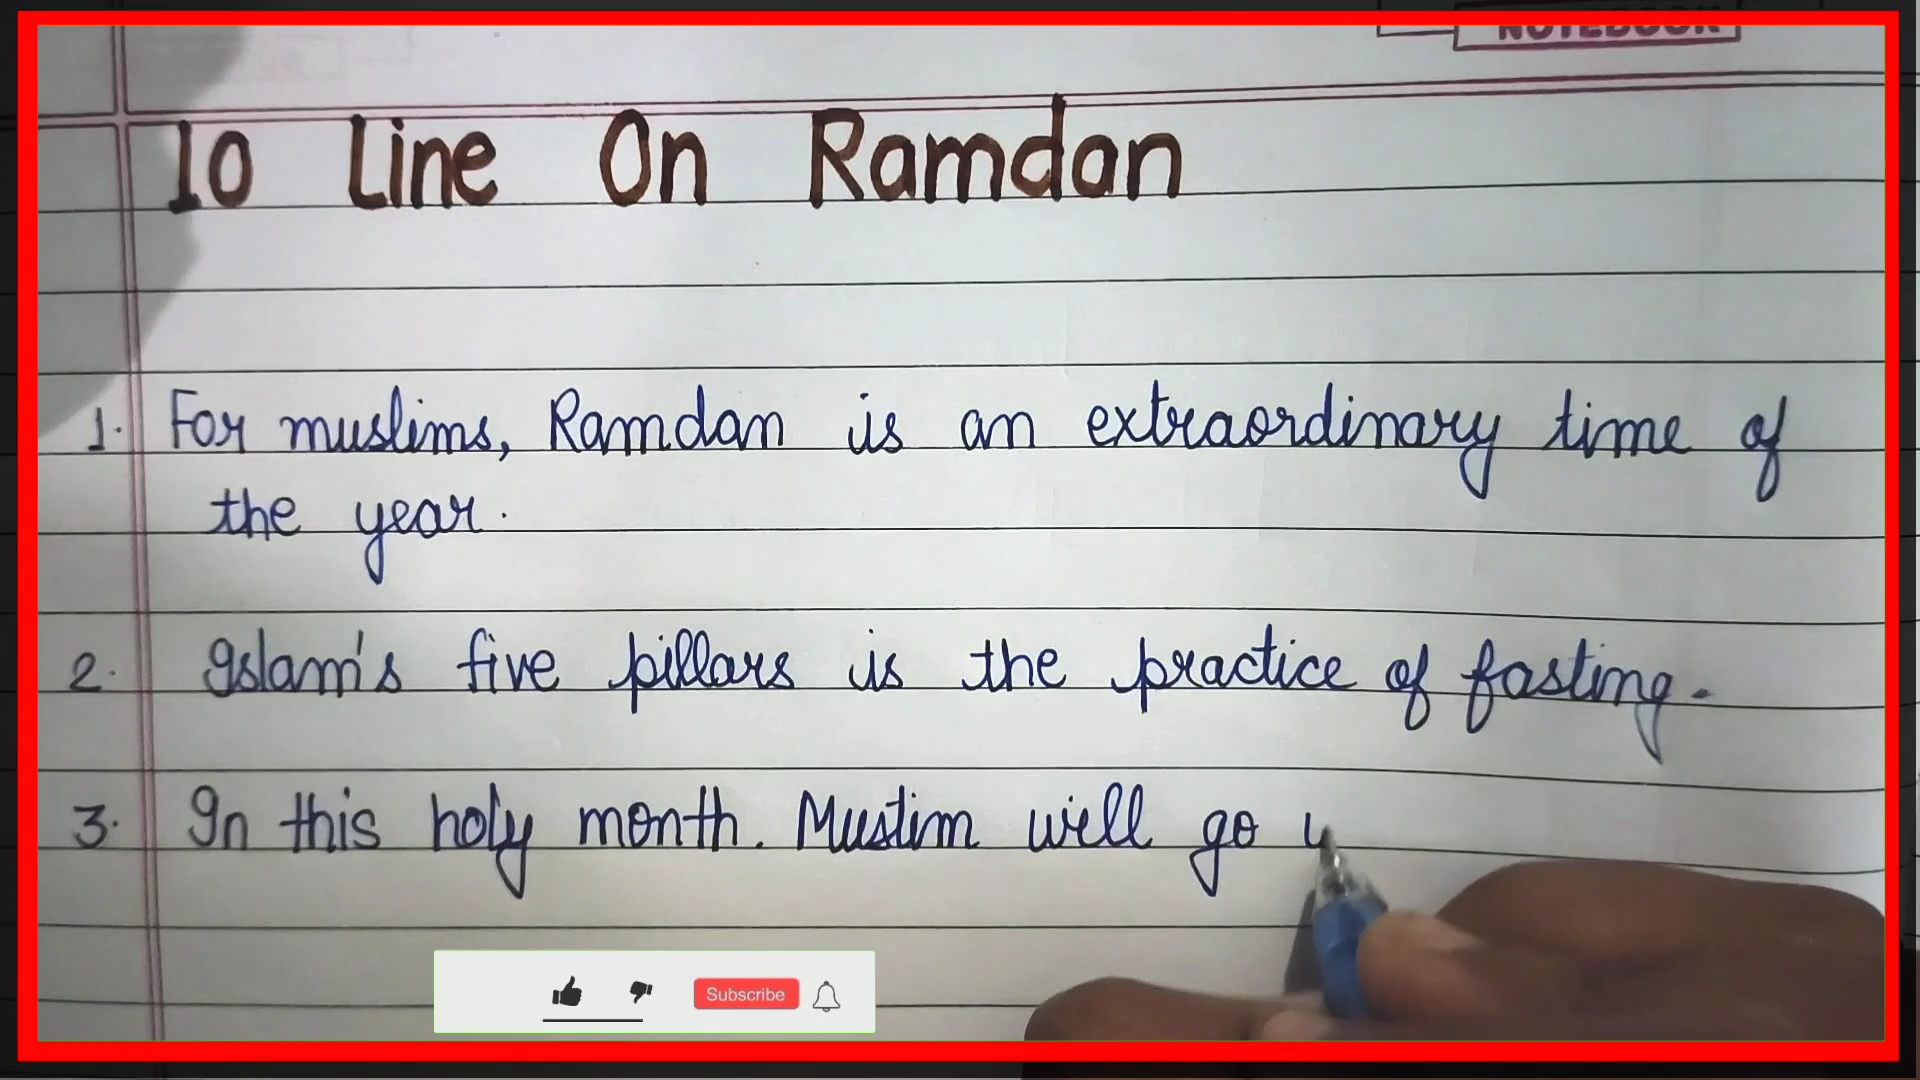 NOTEBOOK
10 Line On Ramdan
1. For muslims, Ramdan is an extraordinary time of
the year.
2. Islam's five pillars is the practice of fasting.
3. In this holy month. Muslim will go
Subscribe